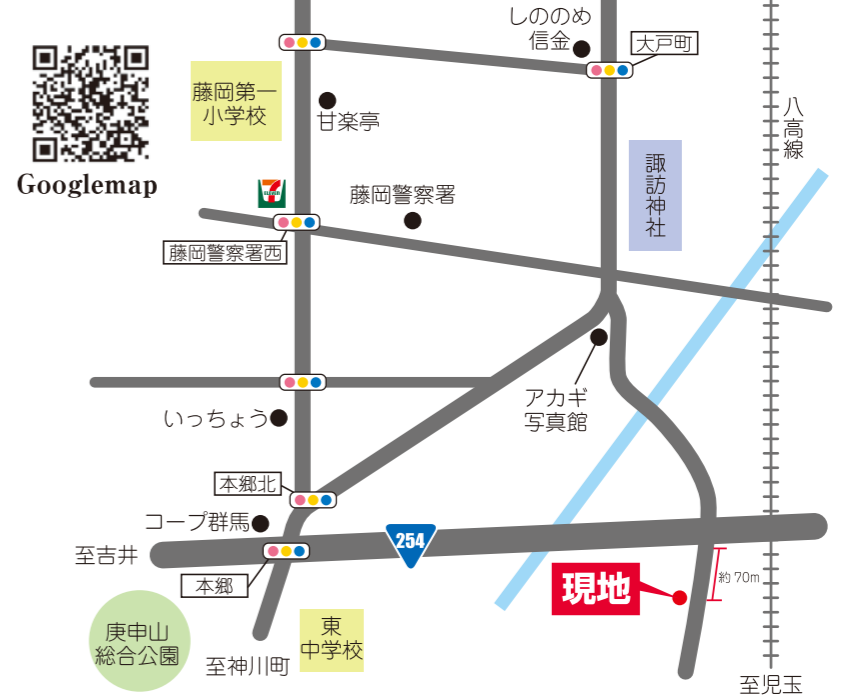 しののめ
信金
大戸町
八高線
藤岡第一
小学校
甘楽亭
Googlemap
諏訪神社
ELEVEN
藤岡警察署
藤岡警察署西
アカギ
写真館
いっちょう
本郷北
コープ群馬
254
至吉井
本郷
現地
約70m
庚申山
総合公園
東
中学校
至神川町
至児玉